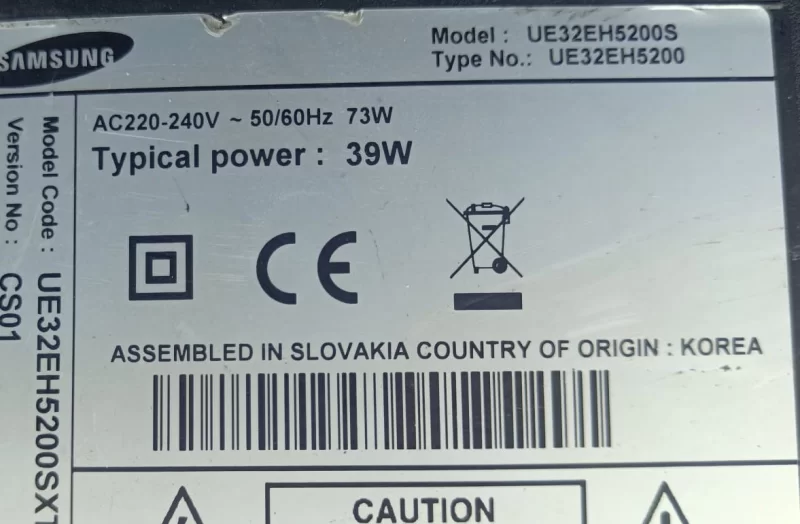 SAMSUNG
Model : UE32EH5200S
Type No.: UE32EH5200
AC220-240V ~ 50/60Hz 73W
Typical power : 39W
CE
ASSEMBLED IN SLOVAKIA COUNTRY OF ORIGIN : KOREA
CAUTION
Model Code : UE32EH5200SXT
Version No : CS01